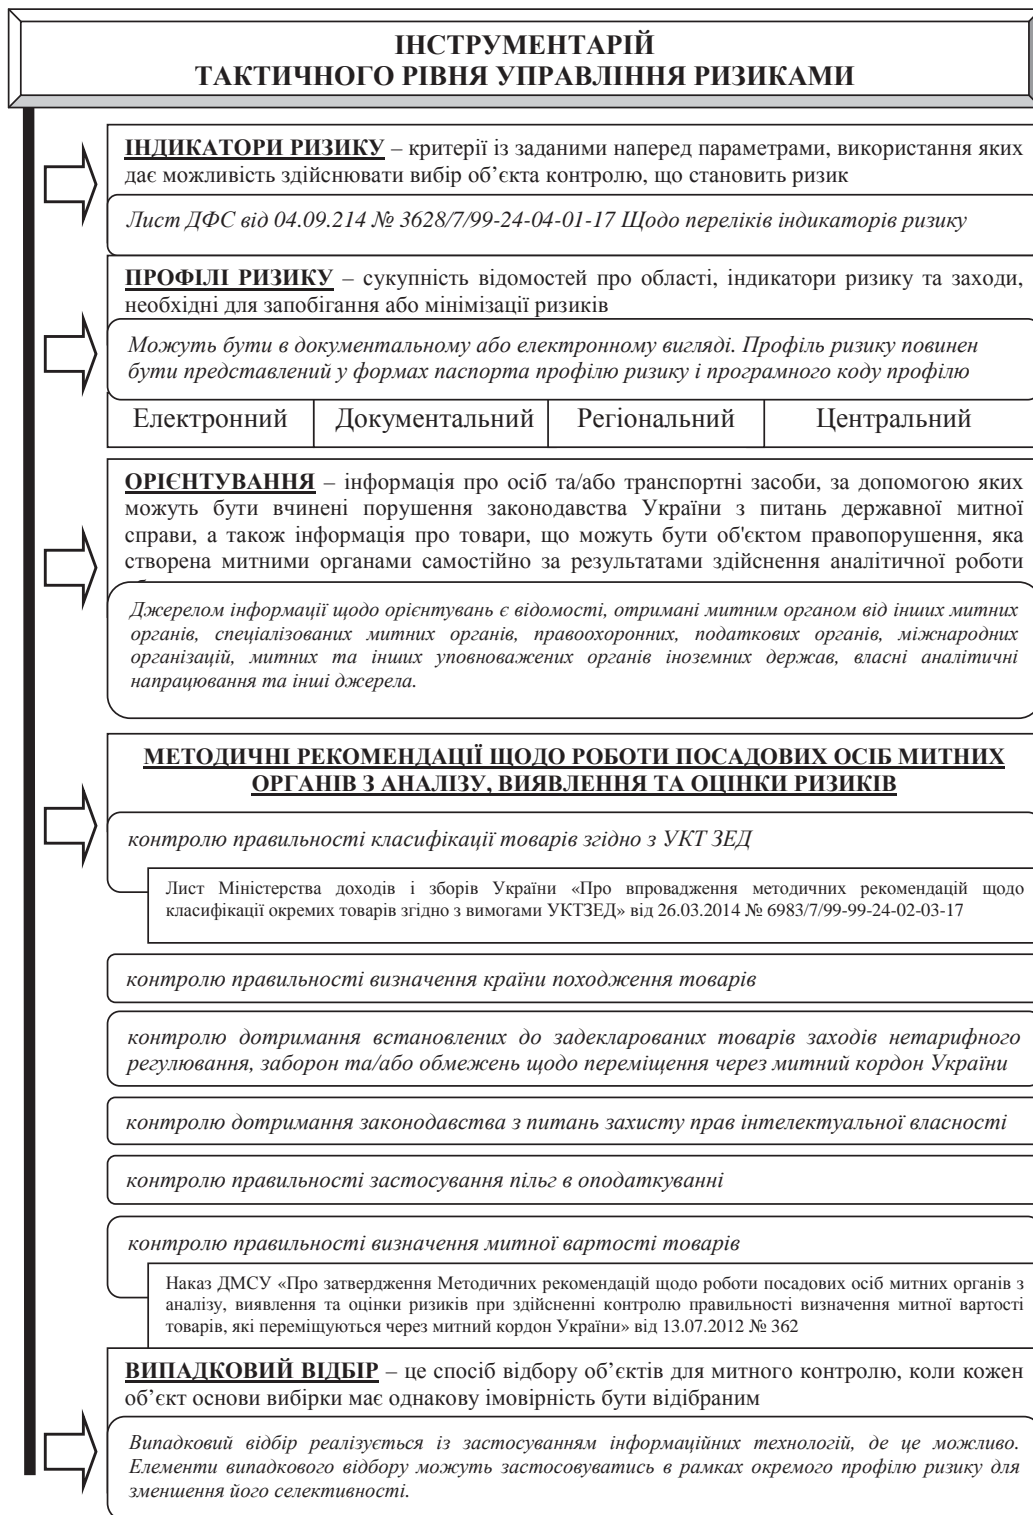 ІНСТРУМЕНТАРІЙ
ТАКТИЧНОГО РІВНЯ УПРАВЛІННЯ РИЗИКАМИ
ІНДИКАТОРИ РИЗИКУ – критерії із заданими наперед параметрами, використання яких
дає можливість здійснювати вибір об’єкта контролю, що становить ризик
Лист ДФС від 04.09.214 № 3628/7/99-24-04-01-17 Щодо переліків індикаторів ризику
ПРОФІЛІ РИЗИКУ – сукупність відомостей про області, індикатори ризику та заходи,
необхідні для запобігання або мінімізації ризиків
Можуть бути в документальному або електронному вигляді. Профіль ризику повинен
бути представлений у формах паспорта профілю ризику і програмного коду профілю
Електронний Документальний Регіональний Центральний
ОРІЄНТУВАННЯ – інформація про осіб та/або транспортні засоби, за допомогою яких
можуть бути вчинені порушення законодавства України з питань державної митної
справи, а також інформація про товари, що можуть бути об'єктом правопорушення, яка
створена митними органами самостійно за результатами здійснення аналітичної роботи
Джерелом інформації щодо орієнтувань є відомості, отримані митним органом від інших митних
органів, спеціалізованих митних органів, правоохоронних, податкових органів, міжнародних
організацій, митних та інших уповноважених органів іноземних держав, власні аналітичні
напрацювання та інші джерела.
МЕТОДИЧНІ РЕКОМЕНДАЦІЇ ЩОДО РОБОТИ ПОСАДОВИХ ОСІБ МИТНИХ
ОРГАНІВ З АНАЛІЗУ, ВИЯВЛЕННЯ ТА ОЦІНКИ РИЗИКІВ
контролю правильності класифікації товарів згідно з УКТ ЗЕД
Лист Міністерства доходів і зборів України «Про впровадження методичних рекомендацій щодо
класифікації окремих товарів згідно з вимогами УКТЗЕД» від 26.03.2014 № 6983/7/99-99-24-02-03-17
контролю правильності визначення країни походження товарів
контролю дотримання встановлених до задекларованих товарів заходів нетарифного
регулювання, заборон та/або обмежень щодо переміщення через митний кордон України
контролю дотримання законодавства з питань захисту прав інтелектуальної власності
контролю правильності застосування пільг в оподаткуванні
контролю правильності визначення митної вартості товарів
Наказ ДМСУ «Про затвердження Методичних рекомендацій щодо роботи посадових осіб митних органів з
аналізу, виявлення та оцінки ризиків при здійсненні контролю правильності визначення митної вартості
товарів, які переміщуються через митний кордон України» від 13.07.2012 № 362
ВИПАДКОВИЙ ВІДБІР – це спосіб відбору об’єктів для митного контролю, коли кожен
об’єкт основи вибірки має однакову імовірність бути відібраним
Випадковий відбір реалізується із застосуванням інформаційних технологій, де це можливо.
Елементи випадкового відбору можуть застосовуватись в рамках окремого профілю ризику для
зменшення його селективності.